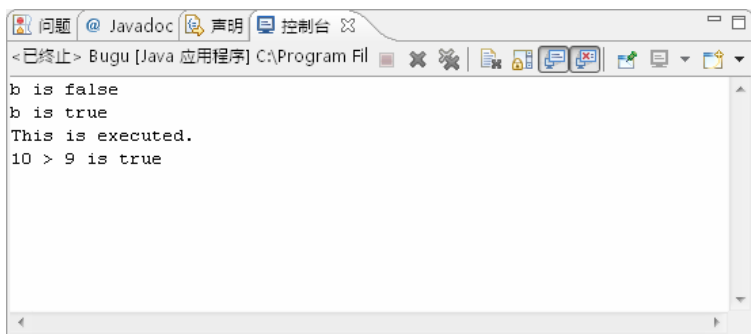 问题 @ Javadoc 声明 控制台
<已终止> Bugu [Java 应用程序] C:\Program Fil
b is false
b is true
This is executed.
10 > 9 is true